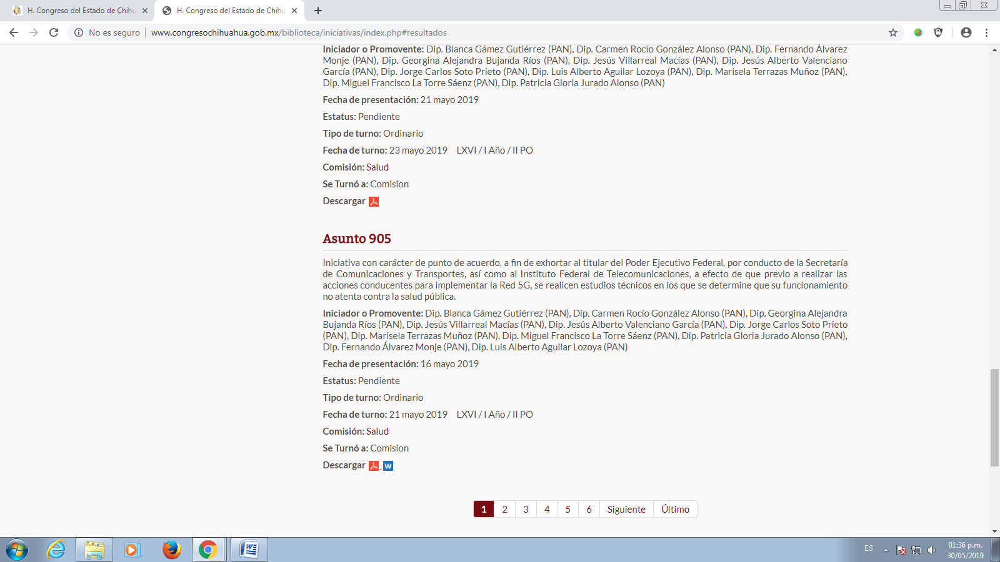 H. Congreso del Estado de Chihu
H. Congreso del Estado de Chihu
No es seguro
www.congresochihuahua.gob.mx/biblioteca/iniciativas/index.php#resultados
Iniciador o Promovente: Dip. Blanca Gámez Gutiérrez (PAN), Dip. Carmen Rocío González Alonso (PAN), Dip. Fernando Álvarez
Monje (PAN), Dip. Georgina Alejandra Bujanda Ríos (PAN), Dip. Jesús Villarreal Macías (PAN), Dip. Jesús Alberto Valenciano
García (PAN), Dip. Jorge Carlos Soto Prieto (PAN), Dip. Luis Alberto Aguilar Lozoya (PAN), Dip. Marisela Terrazas Muñoz (PAN),
Dip. Miguel Francisco La Torre Sáenz (PAN), Dip. Patricia Gloria Jurado Alonso (PAN)
Fecha de presentación: 21 mayo 2019
Estatus: Pendiente
Tipo de turno: Ordinario
Fecha de turno: 23 mayo 2019 LXVI / I Año / II PO
Comisión: Salud
Se Turnó a: Comision
Descargar
Asunto 905
Iniciativa con carácter de punto de acuerdo, a fin de exhortar al titular del Poder Ejecutivo Federal, por conducto de la Secretaría
de Comunicaciones y Transportes, así como al Instituto Federal de Telecomunicaciones, a efecto de que previo a realizar las
acciones conducentes para implementar la Red 5G, se realicen estudios técnicos en los que se determine que su funcionamiento
no atenta contra la salud pública.
Iniciador o Promovente: Dip. Blanca Gámez Gutiérrez (PAN), Dip. Carmen Rocío González Alonso (PAN), Dip. Georgina Alejandra
Bujanda Ríos (PAN), Dip. Jesús Villarreal Macías (PAN), Dip. Jesús Alberto Valenciano García (PAN), Dip. Jorge Carlos Soto Prieto
(PAN), Dip. Marisela Terrazas Muñoz (PAN), Dip. Miguel Francisco La Torre Sáenz (PAN), Dip. Patricia Gloria Jurado Alonso (PAN),
Dip. Fernando Álvarez Monje (PAN), Dip. Luis Alberto Aguilar Lozoya (PAN)
Fecha de presentación: 16 mayo 2019
Estatus: Pendiente
Tipo de turno: Ordinario
Fecha de turno: 21 mayo 2019 LXVI / I Año / II PO
Comisión: Salud
Se Turnó a: Comision
Descargar
1 2 3 4 5 6 Siguiente Último
ES
01:36 p.m.
30/05/2019